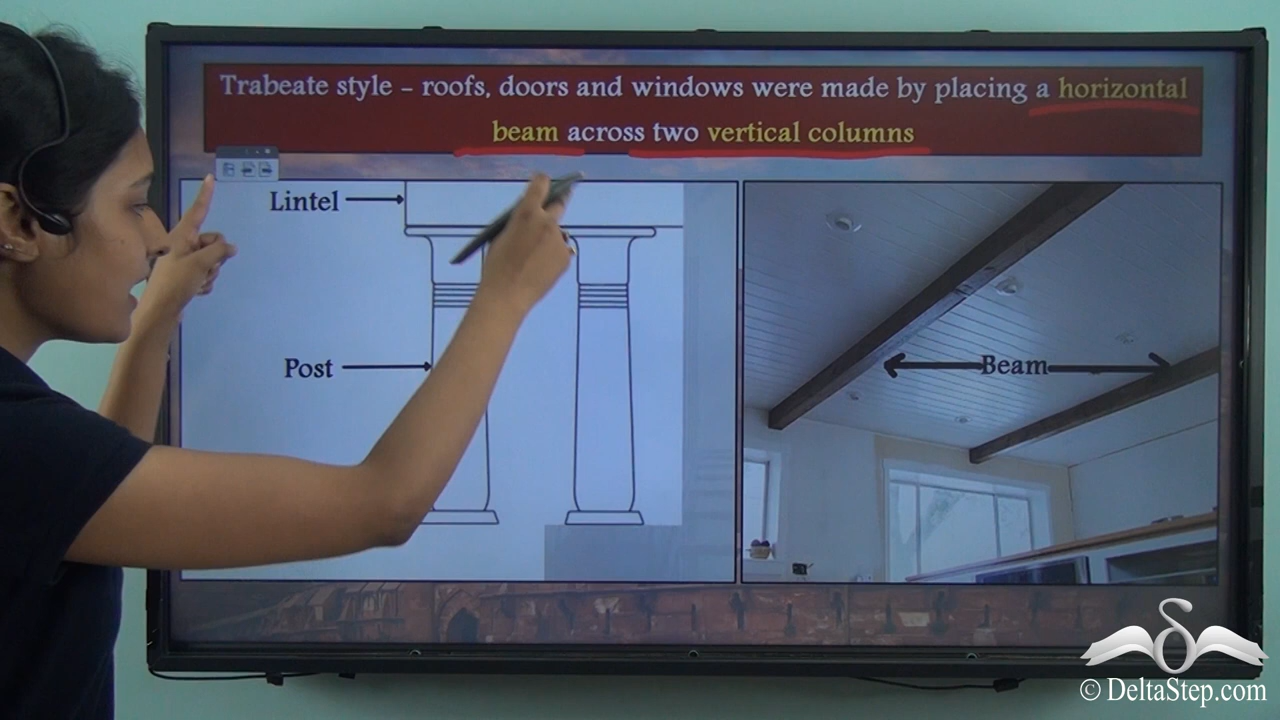 Trabeate style – roofs, doors and windows were made by placing a horizontal
beam across two vertical columns
Lintel
Post
Beam
© DeltaStep.com